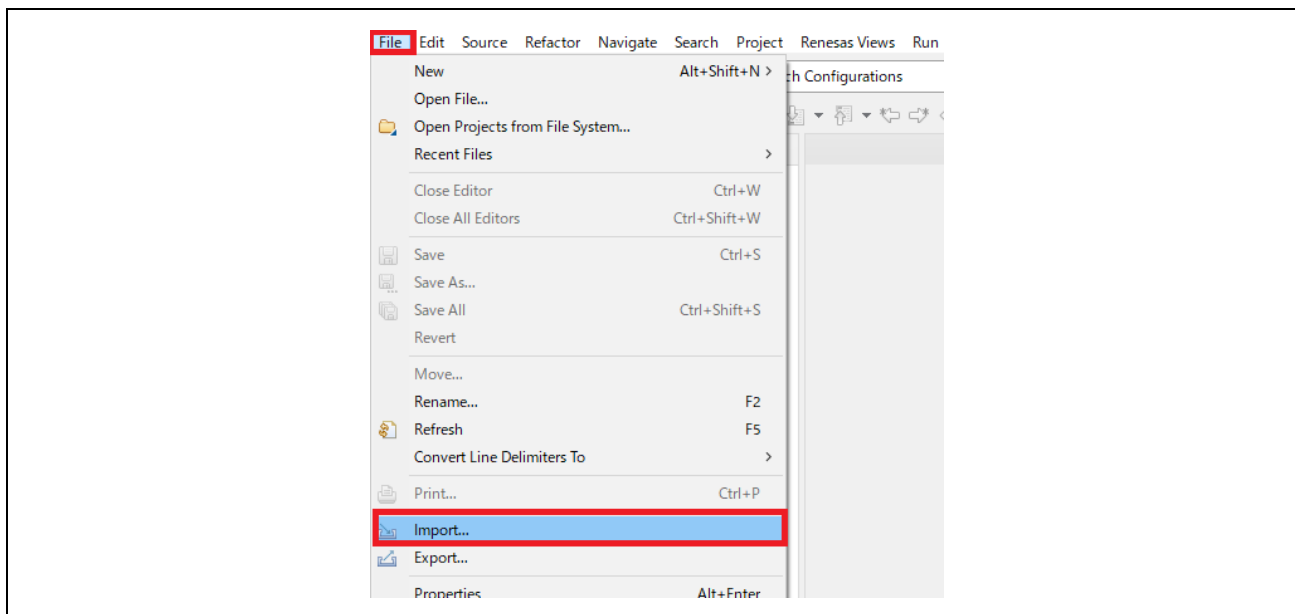 File Edit Source Refactor Navigate Search Project Renesas Views Run
New Alt+Shift+N >
ch Configurations
Open File...
Open Projects from File System...
Recent Files >
Close Editor Ctrl+W
Close All Editors Ctrl+Shift+W
Save Ctrl+S
Save As...
Save All Ctrl+Shift+S
Revert
Move...
Rename... F2
Refresh F5
Convert Line Delimiters To >
Print... Ctrl+P
Import...
Export...
Properties Alt+Enter